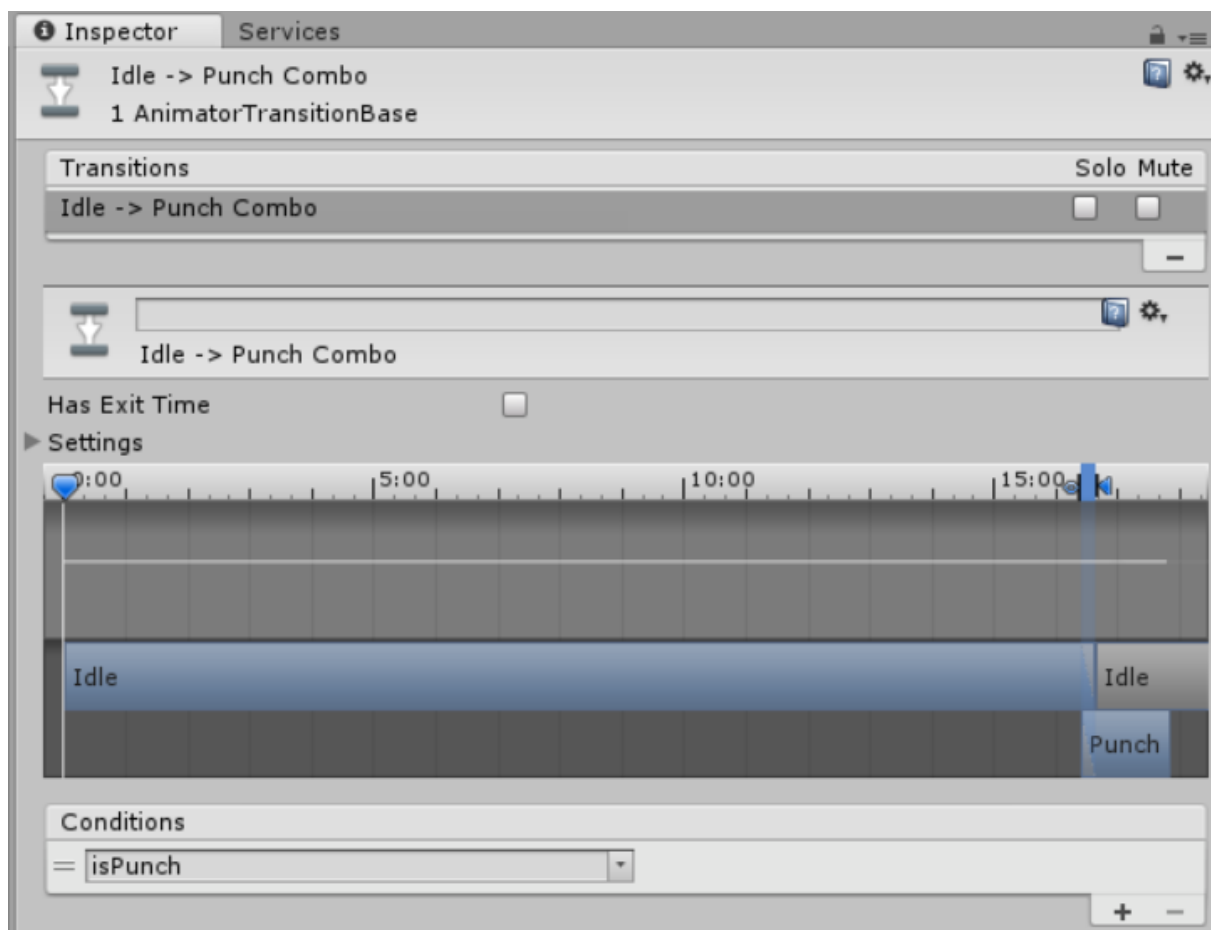 Inspector Services
Idle -> Punch Combo
1 AnimatorTransitionBase
Transitions Solo Mute
Idle -> Punch Combo
Idle -> Punch Combo
Has Exit Time
Settings
0:00 5:00 10:00 15:00
Idle Idle
Punch
Conditions
isPunch